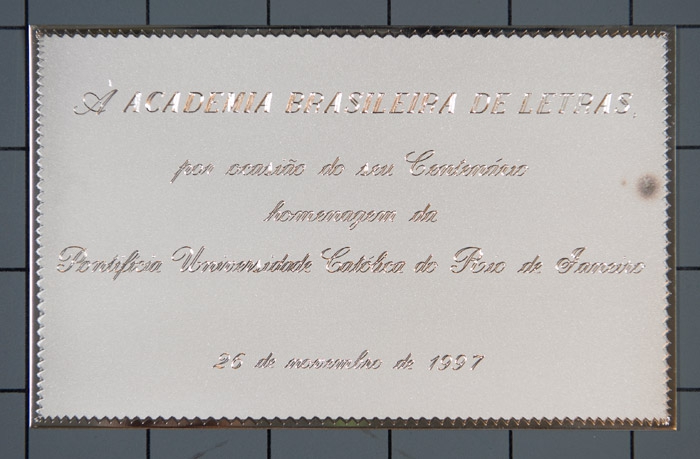 A ACADEMIA BRASILEIRA DE LETRAS,
por ocasião do seu Centenário
homenagem da
Pontifícia Universidade Católica do Rio de Janeiro
26 de novembro de 1997